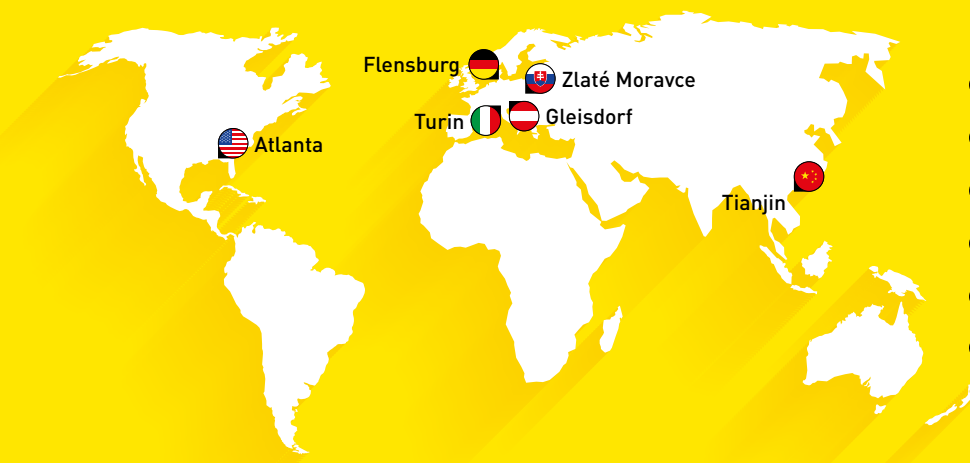 Flensburg
Zlaté Moravce
Turin
Gleisdorf
Atlanta
Tianjin